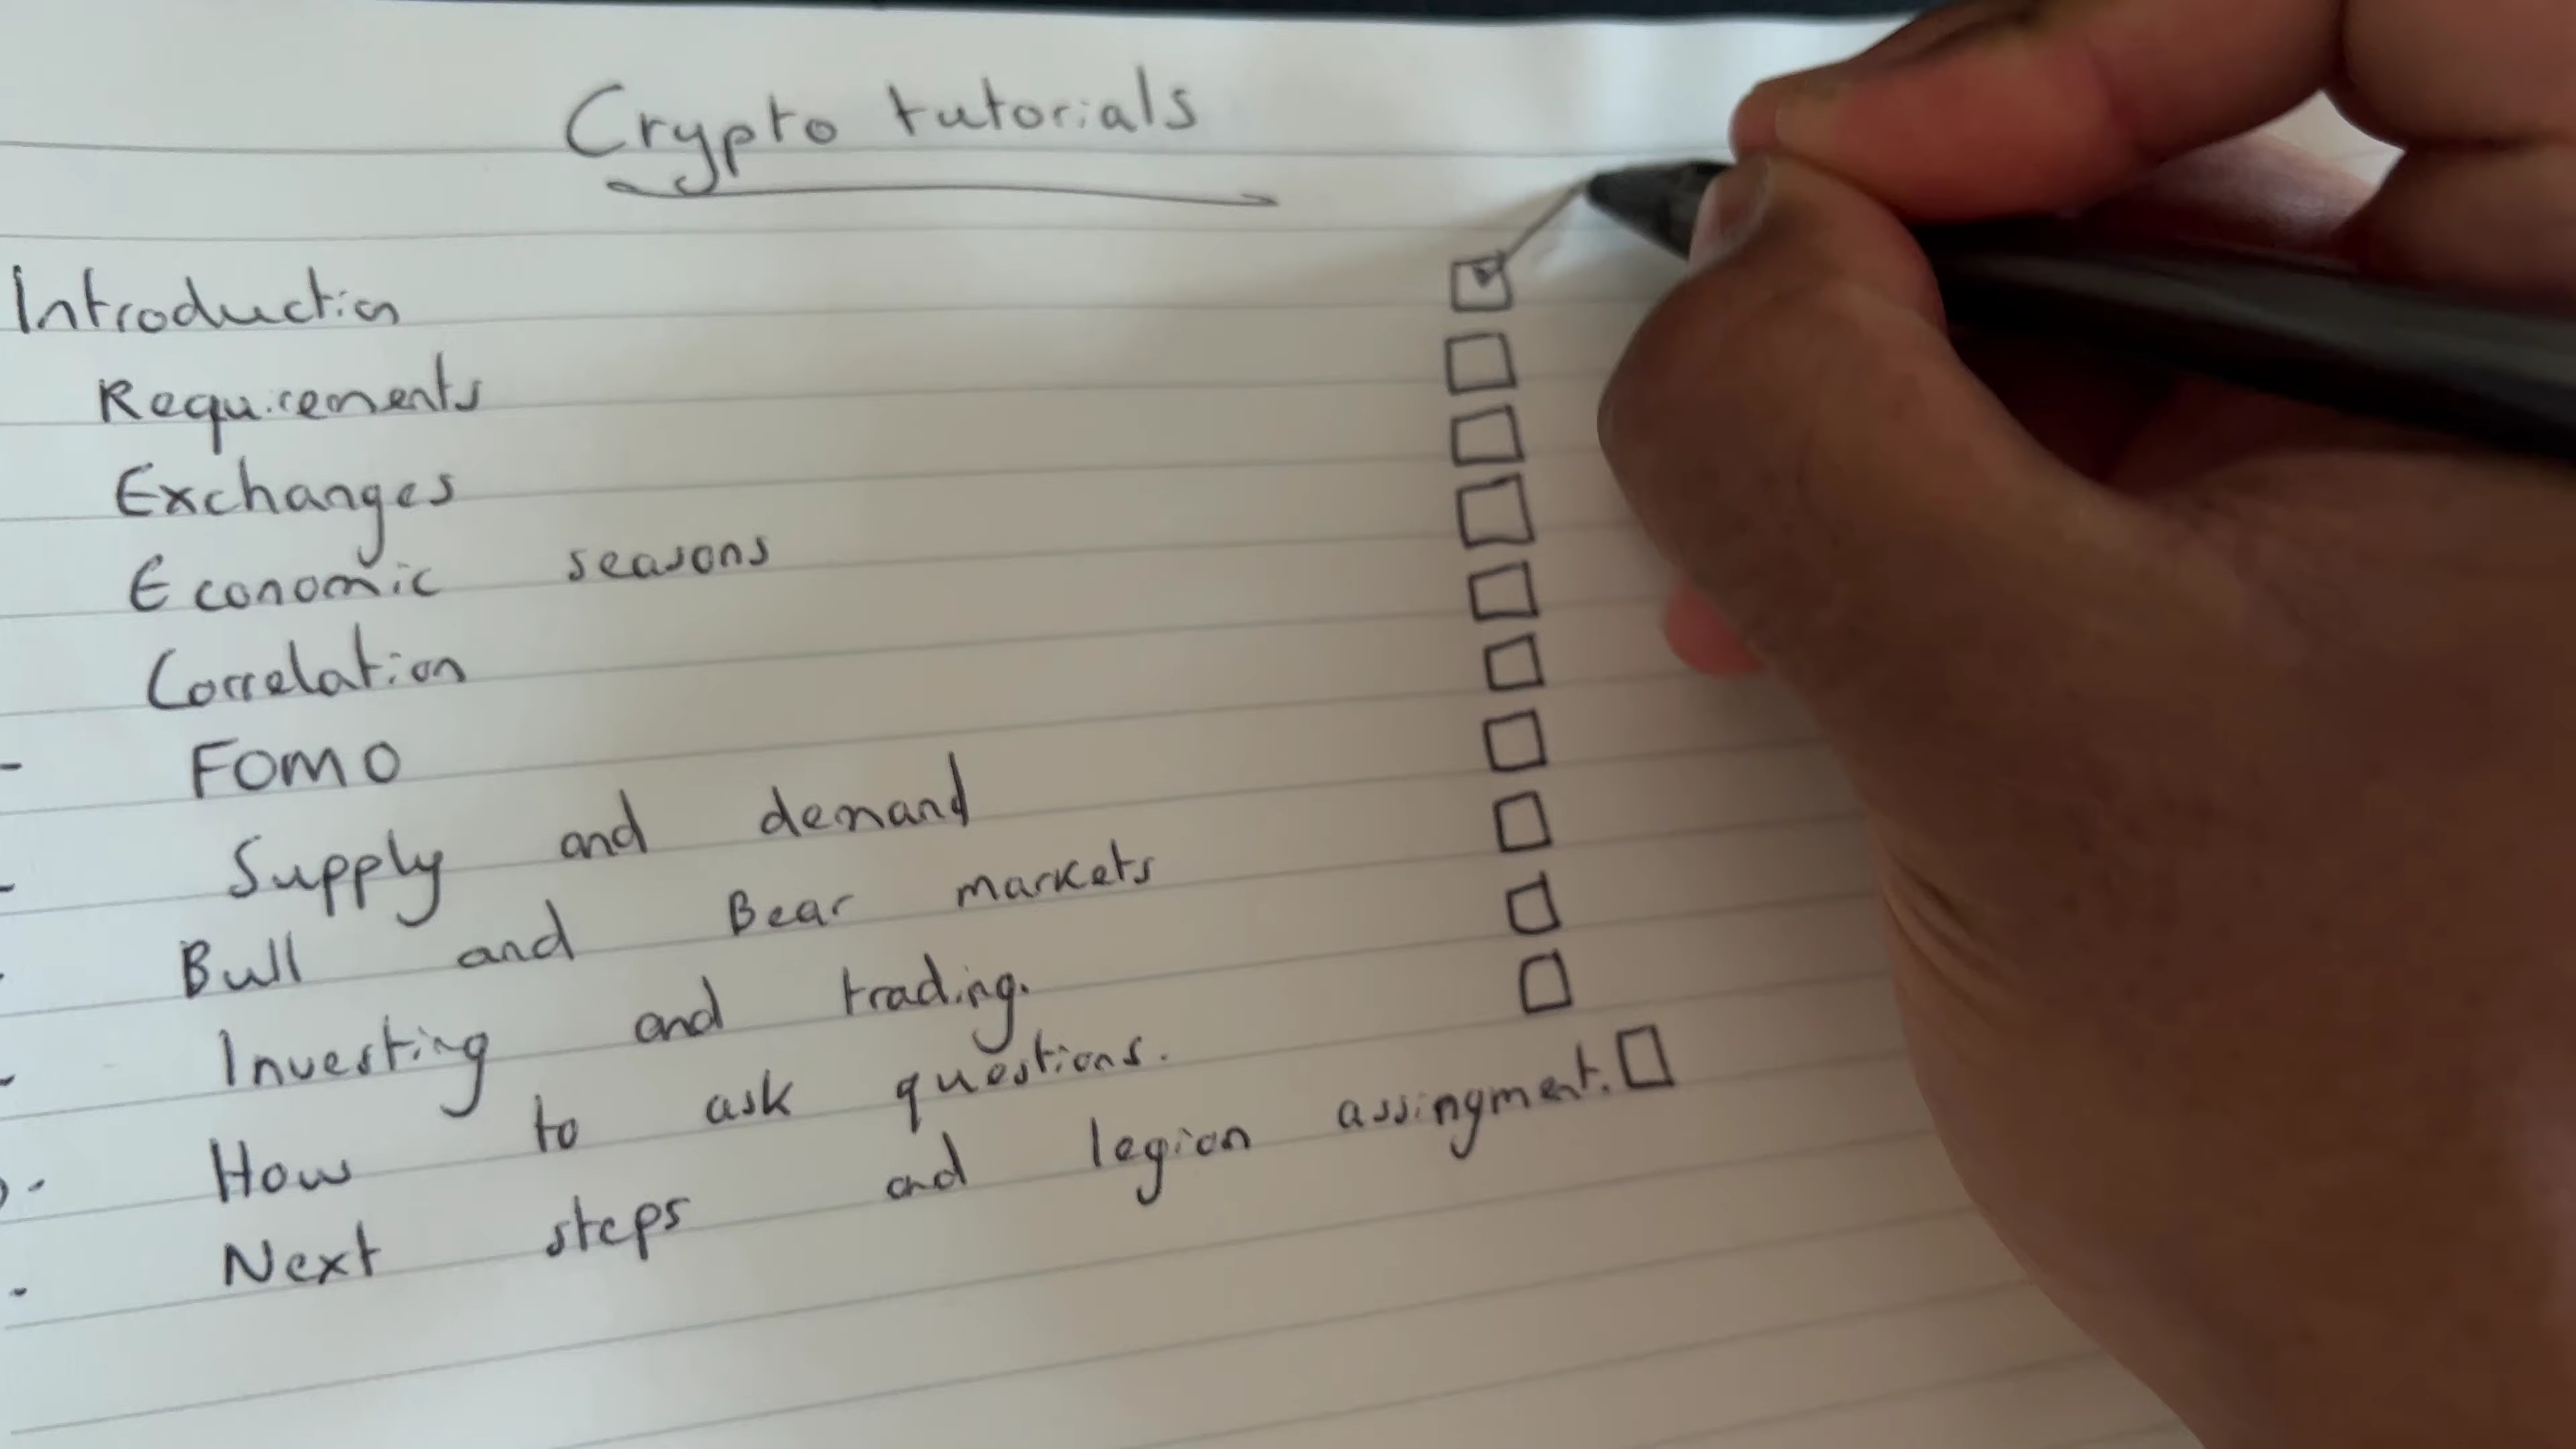 Crypto tutorials
Introduction
Requirements
Exchanges
Economic seasons
Correlation
- FOMO
- Supply and demand
- Bull and Bear markets
- Investing and trading.
- How to ask questions.
- Next steps and legion assingment.